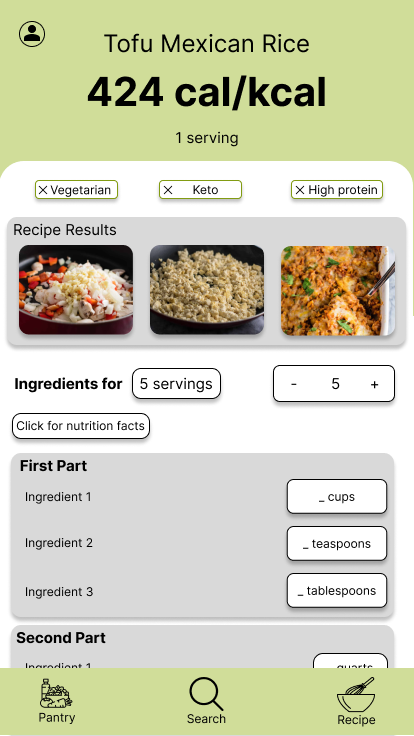 Tofu Mexican Rice
424 cal/kcal
1 serving
Vegetarian
Keto
High protein
Recipe Results
Ingredients for
5 servings
- 5 +
Click for nutrition facts
First Part
Ingredient 1
_ cups
Ingredient 2
_ teaspoons
Ingredient 3
_ tablespoons
Second Part
Ingredient 1
_ quarts
Pantry
Search
Recipe